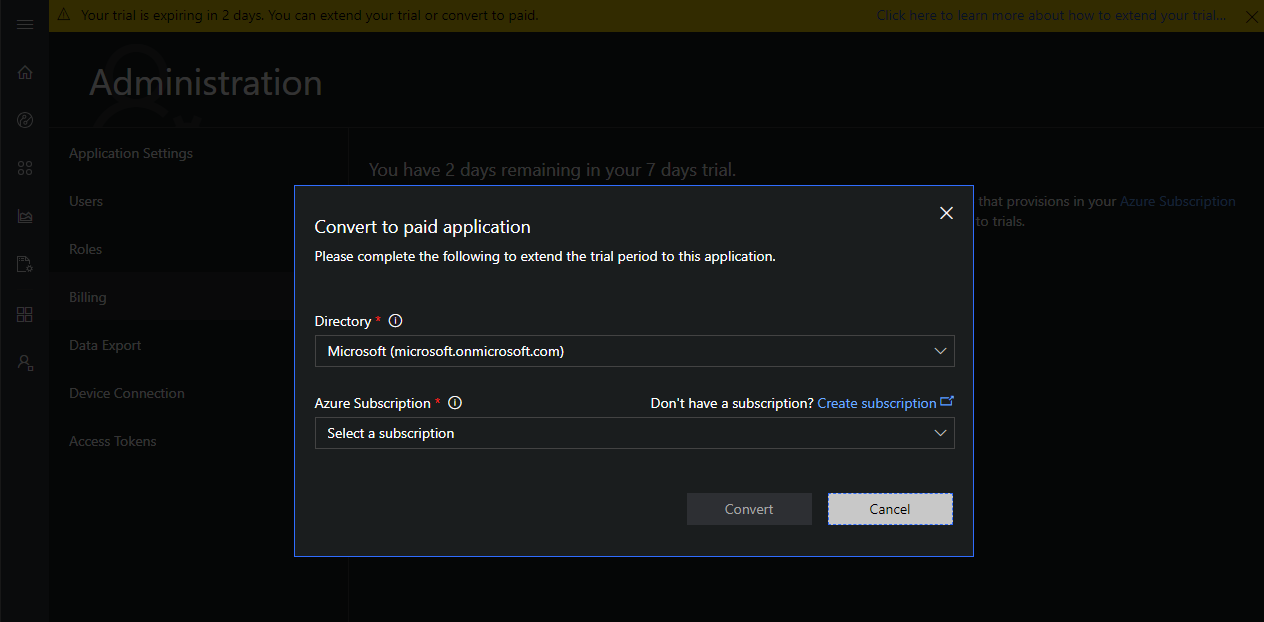 Your trial is expiring in 2 days. You can extend your trial or convert to paid.
Click here to learn more about how to extend your trial...
Administration
Application Settings
Users
Roles
Billing
Data Export
Device Connection
Access Tokens
You have 2 days remaining in your 7 days trial.
that provisions in your Azure Subscription
to trials.
Convert to paid application
Please complete the following to extend the trial period to this application.
Directory *
Microsoft (microsoft.onmicrosoft.com)
Azure Subscription *
Don't have a subscription? Create subscription
Select a subscription
Convert
Cancel